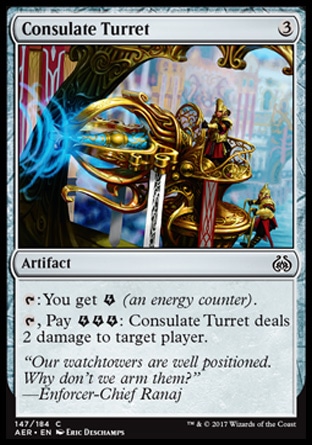 Consulate Turret 3
Artifact
:You get (an energy counter).
, Pay : Consulate Turret deals
2 damage to target player.
“Our watchtowers are well positioned.
Why don’t we arm them?”
—Enforcer-Chief Ranaj
147/184 C
AER • EN Eric Deschamps
™ & © 2017 Wizards of the Coast